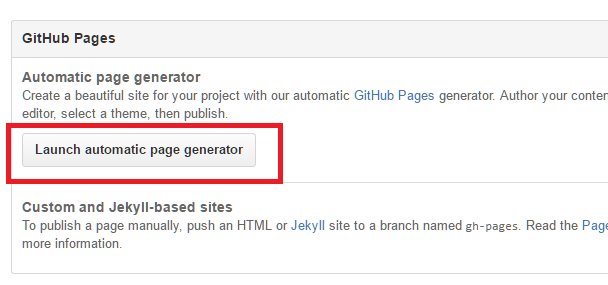 GitHub Pages
Automatic page generator
Create a beautiful site for your project with our automatic GitHub Pages generator. Author your conten
editor, select a theme, then publish.
Launch automatic page generator
Custom and Jekyll-based sites
To publish a page manually, push an HTML or Jekyll site to a branch named gh-pages. Read the Page
more information.